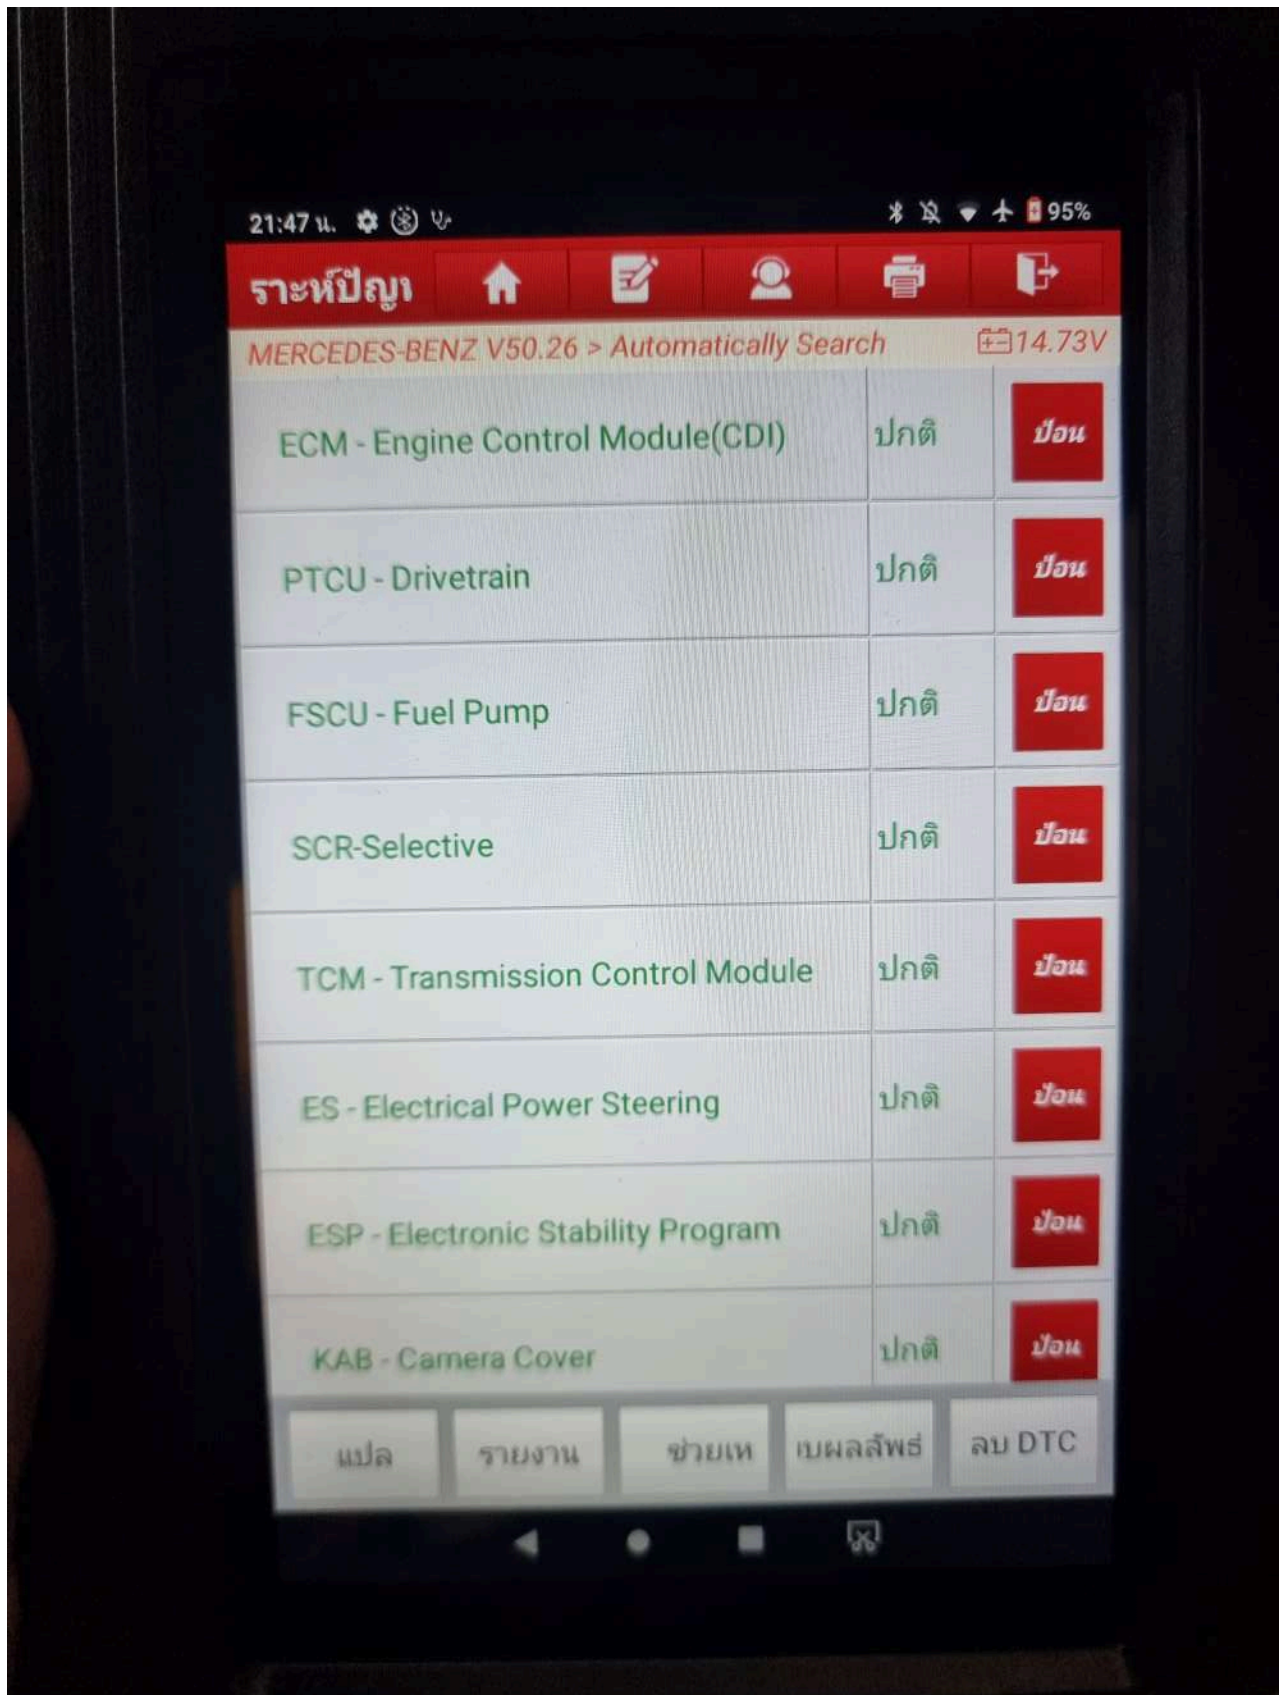 21:47 น. 95%
ราะห์ปัญา
MERCEDES-BENZ V50.26 > Automatically Search 14.73V
ECM - Engine Control Module(CDI) ปกติ ป้อน
PTCU - Drivetrain ปกติ ป้อน
FSCU - Fuel Pump ปกติ ป้อน
SCR-Selective ปกติ ป้อน
TCM - Transmission Control Module ปกติ ป้อน
ES - Electrical Power Steering ปกติ ป้อน
ESP - Electronic Stability Program ปกติ ป้อน
KAB - Camera Cover ปกติ ป้อน
แปล รายงาน ช่วยเห เบผลลัพธ์ ลบ DTC